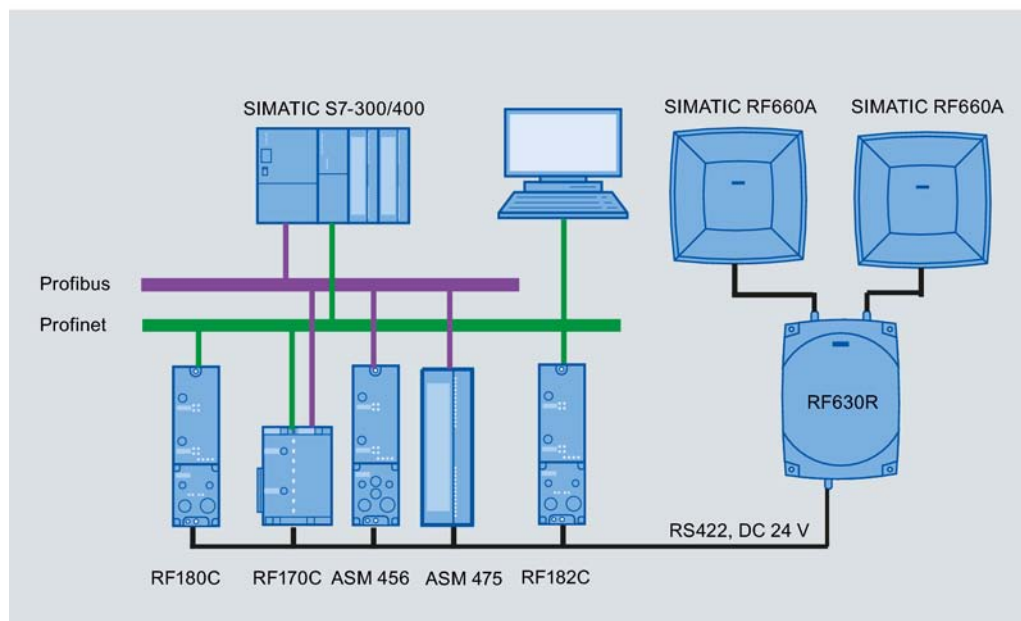 SIMATIC S7-300/400
SIMATIC RF660A
SIMATIC RF660A
Profibus
Profinet
RF630R
RS422, DC 24 V
RF180C
RF170C
ASM 456
ASM 475
RF182C